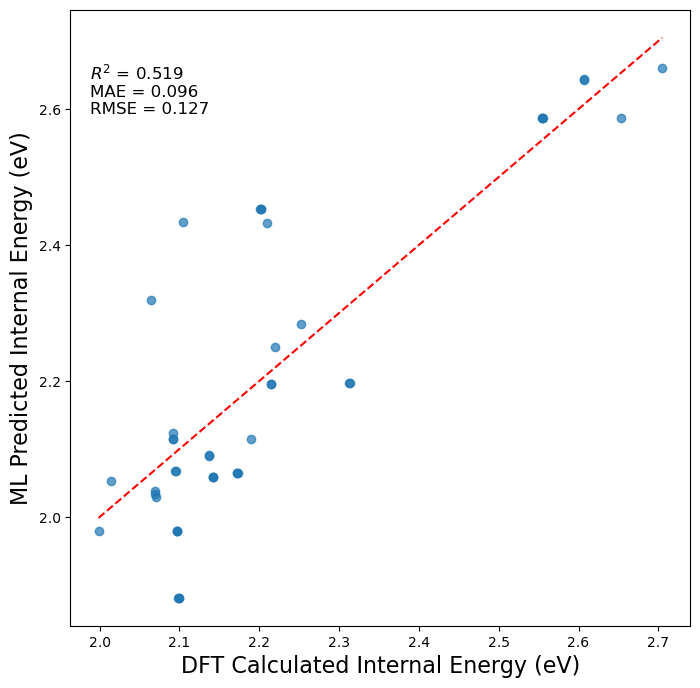 R² = 0.519
MAE = 0.096
RMSE = 0.127
ML Predicted Internal Energy (eV)
2.6
2.4
2.2
2.0
2.0 2.1 2.2 2.3 2.4 2.5 2.6 2.7
DFT Calculated Internal Energy (eV)